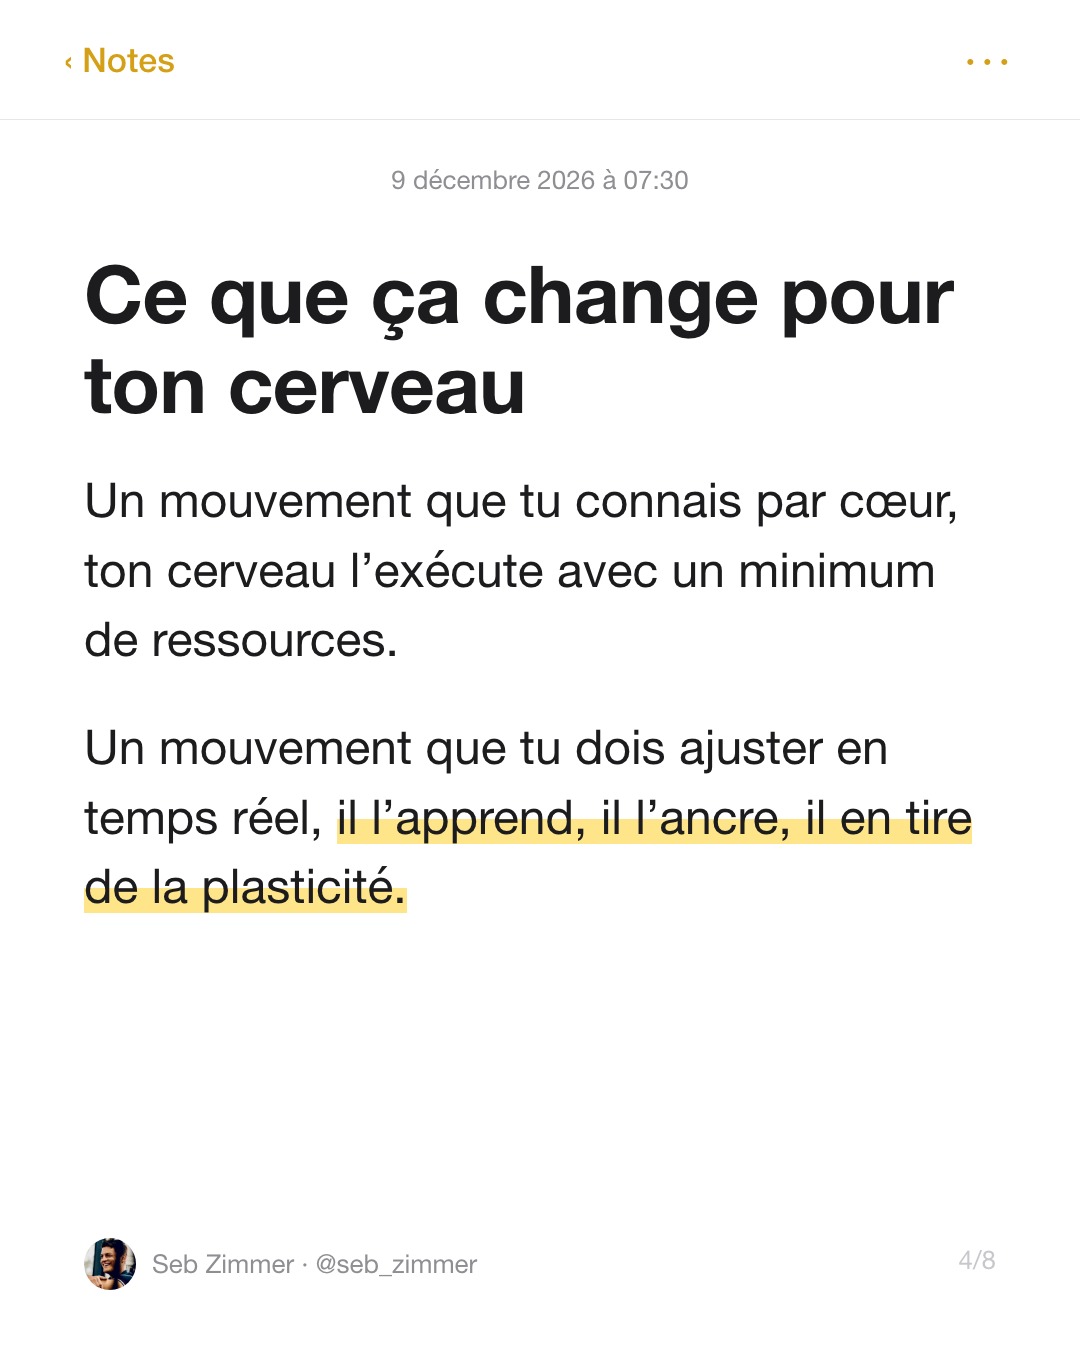 ‹ Notes
...
9 décembre 2026 à 07:30
Ce que ça change pour
ton cerveau
Un mouvement que tu connais par cœur,
ton cerveau l’exécute avec un minimum
de ressources.
Un mouvement que tu dois ajuster en
temps réel, il l’apprend, il l’ancre, il en tire
de la plasticité.
Seb Zimmer · @seb_zimmer
4/8